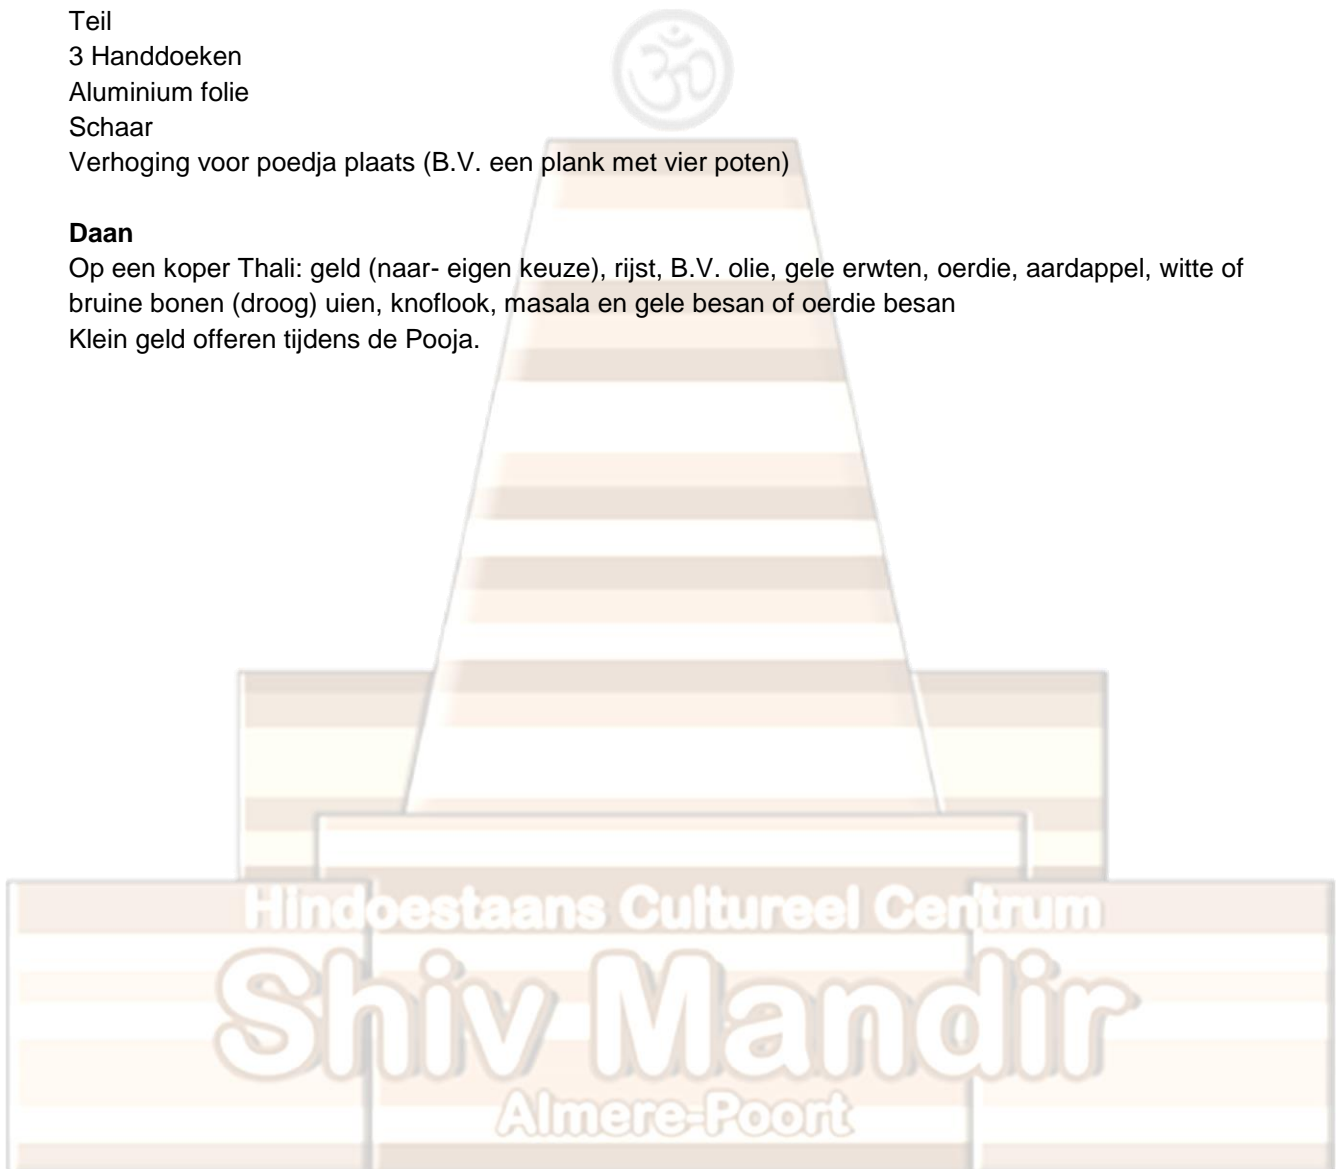 Teil
3 Handdoeken
Aluminium folie
Schaar
Verhoging voor poedja plaats (B.V. een plank met vier poten)
Daan
Op een koper Thali: geld (naar- eigen keuze), rijst, B.V. olie, gele erwten, oerdie, aardappel, witte of
bruine bonen (droog) uien, knoflook, masala en gele besan of oerdie besan
Klein geld offeren tijdens de Pooja.
ॐ
Hindoestaans Cultureel Centrum
Shiv Mandir
Almere-Poort